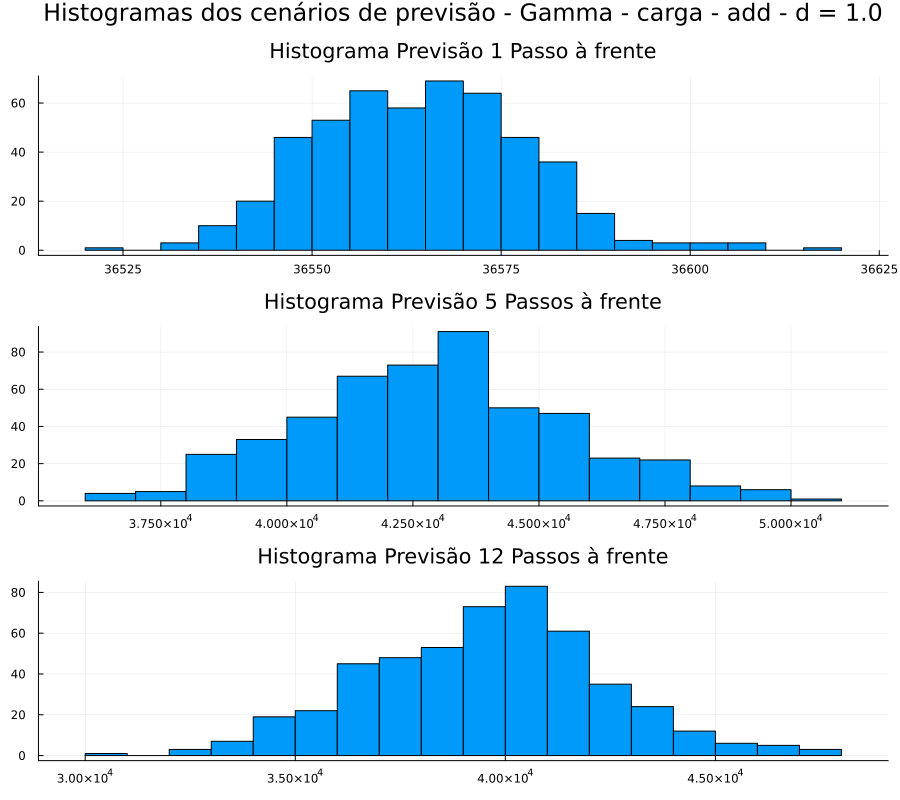 Histogramas dos cenários de previsão - Gamma - carga - add - d = 1.0
Histograma Previsão 1 Passo à frente
60
40
20
0
36525 36550 36575 36600 36625
Histograma Previsão 5 Passos à frente
80
60
40
20
0
3.750×10⁴ 4.000×10⁴ 4.250×10⁴ 4.500×10⁴ 4.750×10⁴ 5.000×10⁴
Histograma Previsão 12 Passos à frente
80
60
40
20
0
3.00×10⁴ 3.50×10⁴ 4.00×10⁴ 4.50×10⁴